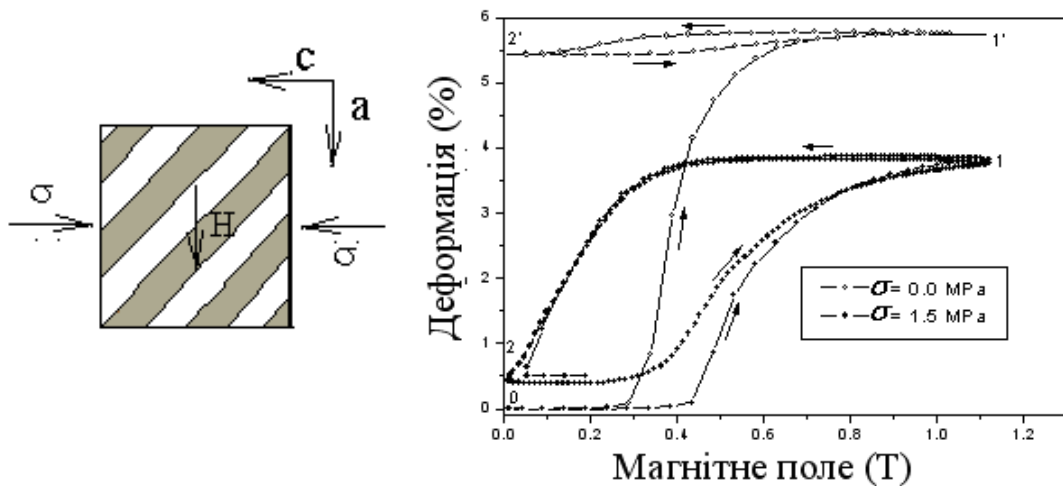 c
a
σ
H
σ
Деформація (%)
6
5
4
3
2
1
0
2'
1'
1
2
0
σ= 0.0 MPa
σ= 1.5 MPa
0.0 0.2 0.4 0.6 0.8 1.0 1.2
Магнітне поле (Т)